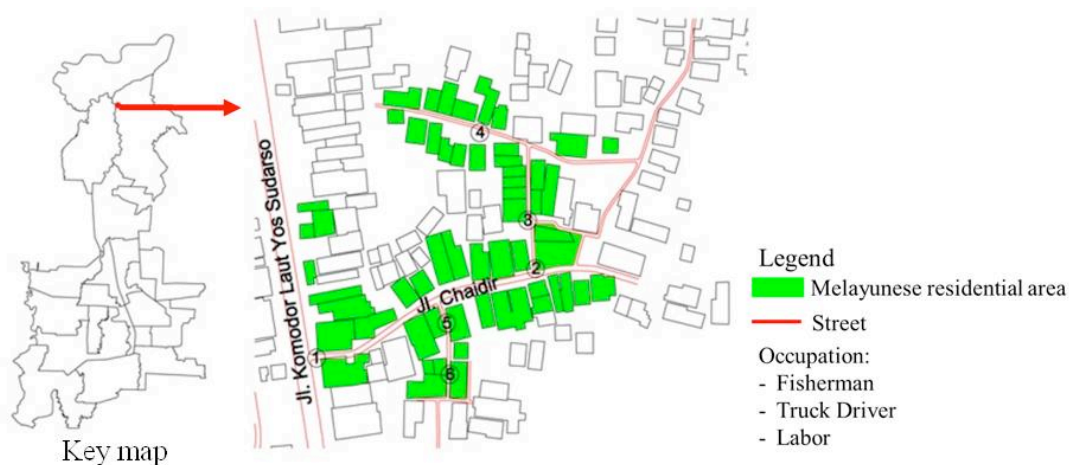 Key map
Jl. Komodor Laut Yos Sudarso
Jl. Chaidir
1
2
3
4
5
6
Legend
Melayunese residential area
Street
Occupation:
- Fisherman
- Truck Driver
- Labor